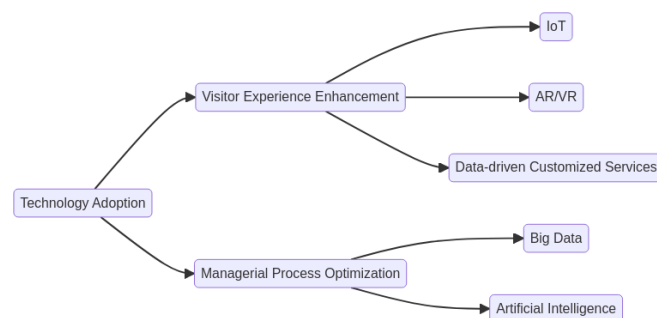 IoT
Visitor Experience Enhancement
AR/VR
Data-driven Customized Services
Technology Adoption
Big Data
Managerial Process Optimization
Artificial Intelligence